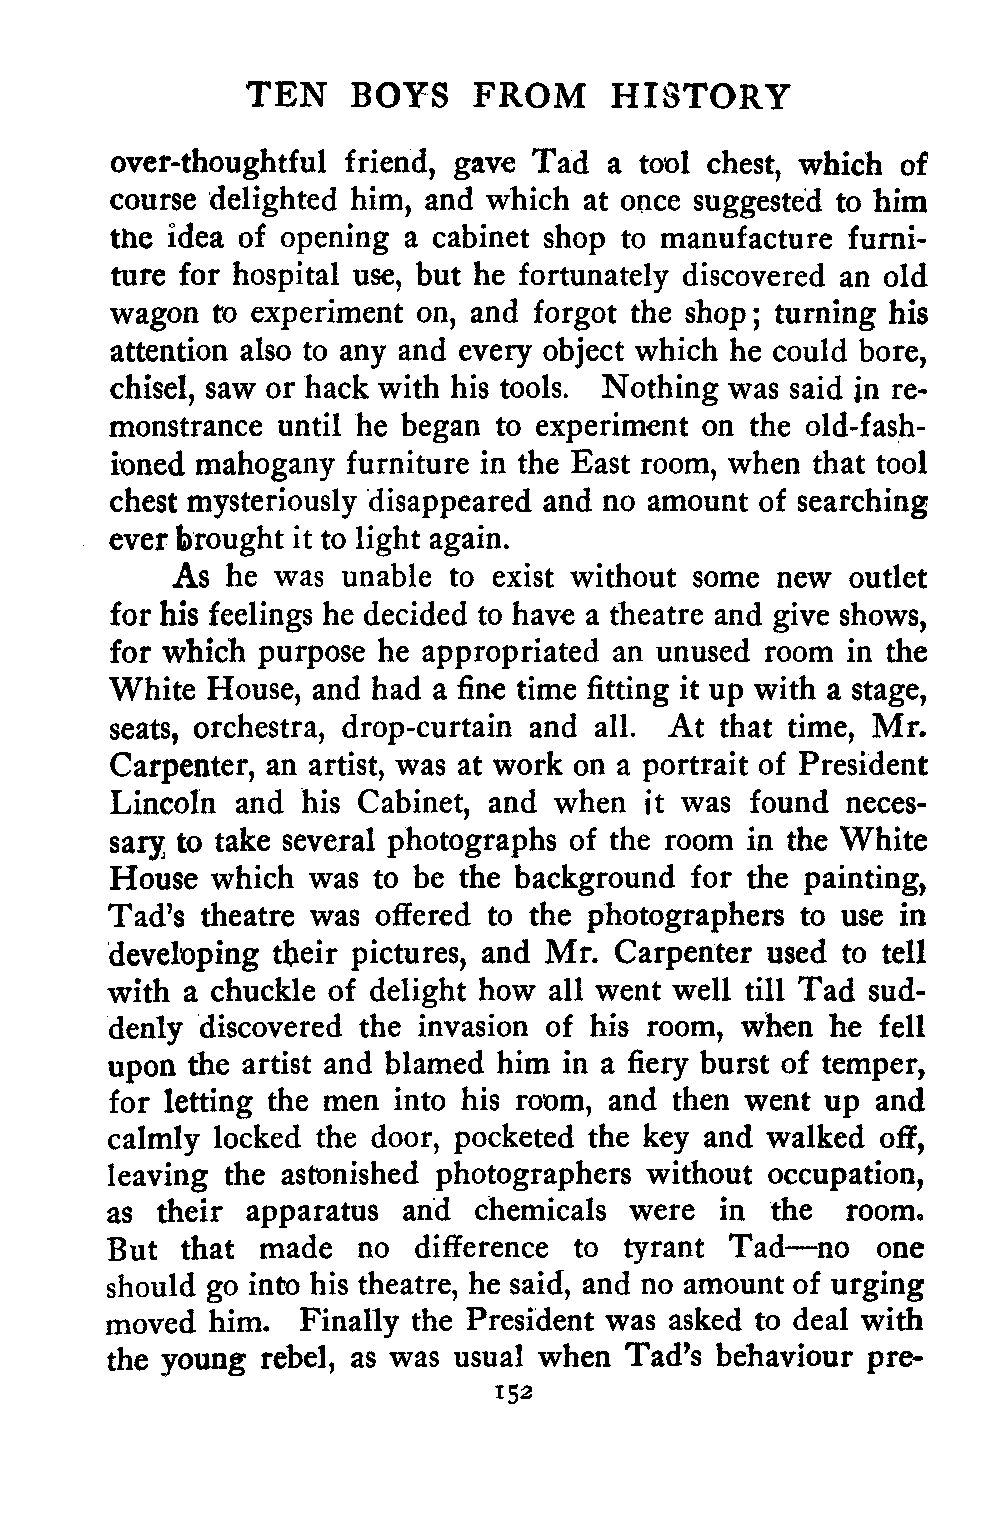 TEN BOYS FROM HISTORY
over-thoughtful friend, gave Tad a tool chest, which of
course delighted him, and which at once suggested to him
the idea of opening a cabinet shop to manufacture furni-
ture for hospital use, but he fortunately discovered an old
wagon to experiment on, and forgot the shop; turning his
attention also to any and every object which he could bore,
chisel, saw or hack with his tools. Nothing was said in re-
monstrance until he began to experiment on the old-fash-
ioned mahogany furniture in the East room, when that tool
chest mysteriously disappeared and no amount of searching
ever brought it to light again.
As he was unable to exist without some new outlet
for his feelings he decided to have a theatre and give shows,
for which purpose he appropriated an unused room in the
White House, and had a fine time fitting it up with a stage,
seats, orchestra, drop-curtain and all. At that time, Mr.
Carpenter, an artist, was at work on a portrait of President
Lincoln and his Cabinet, and when it was found neces-
sary to take several photographs of the room in the White
House which was to be the background for the painting,
Tad's theatre was offered to the photographers to use in
developing their pictures, and Mr. Carpenter used to tell
with a chuckle of delight how all went well till Tad sud-
denly discovered the invasion of his room, when he fell
upon the artist and blamed him in a fiery burst of temper,
for letting the men into his room, and then went up and
calmly locked the door, pocketed the key and walked off,
leaving the astonished photographers without occupation,
as their apparatus and chemicals were in the room.
But that made no difference to tyrant Tad—no one
should go into his theatre, he said, and no amount of urging
moved him. Finally the President was asked to deal with
the young rebel, as was usual when Tad's behaviour pre-
152